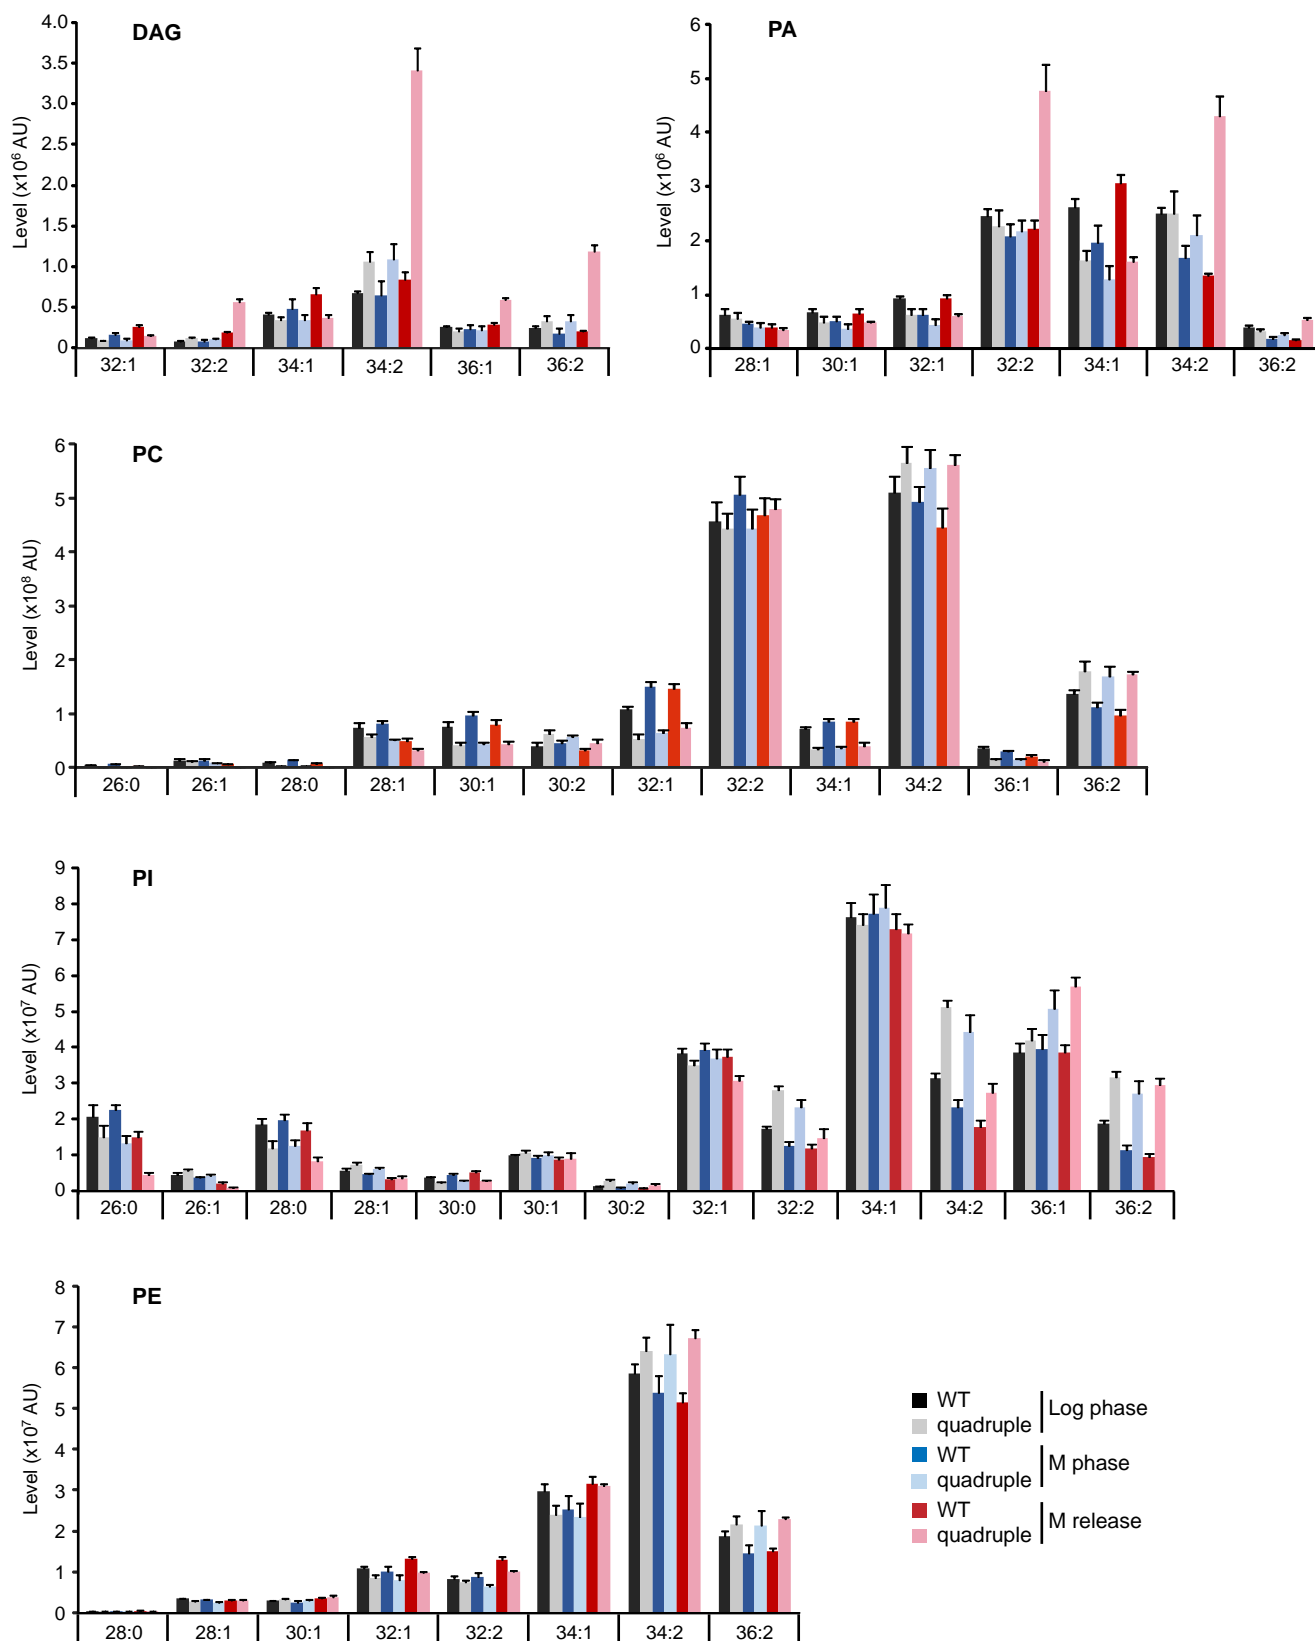 DAG
Level (x10⁶ AU)
4.0
3.5
3.0
2.5
2.0
1.5
1.0
0.5
0
32:1 32:2 34:1 34:2 36:1 36:2
PA
Level (x10⁶ AU)
6
5
4
3
2
1
0
28:1 30:1 32:1 32:2 34:1 34:2 36:2
PC
Level (x10⁸ AU)
6
5
4
3
2
1
0
26:0 26:1 28:0 28:1 30:1 30:2 32:1 32:2 34:1 34:2 36:1 36:2
PI
Level (x10⁷ AU)
9
8
7
6
5
4
3
2
1
0
26:0 26:1 28:0 28:1 30:0 30:1 30:2 32:1 32:2 34:1 34:2 36:1 36:2
PE
Level (x10⁷ AU)
8
7
6
5
4
3
2
1
0
28:0 28:1 30:1 32:1 32:2 34:1 34:2 36:2
WT
quadruple
Log phase
WT
quadruple
M phase
WT
quadruple
M release